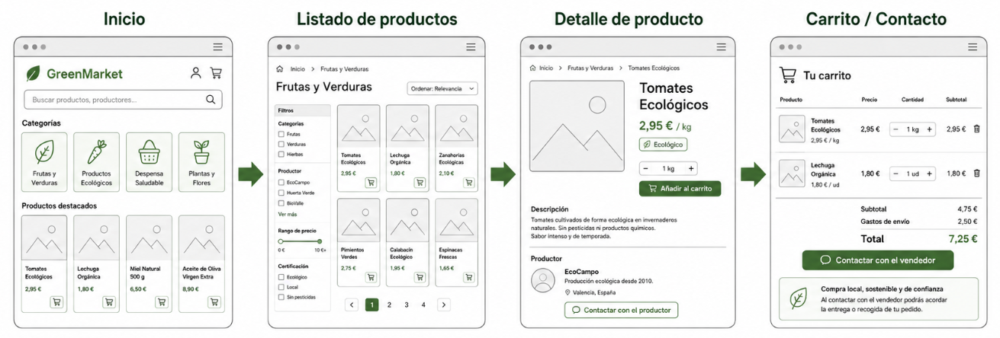 Inicio
GreenMarket
Buscar productos, productores...
Categorías
Frutas y
Verduras
Productos
Ecológicos
Despensa
Saludable
Plantas y
Flores
Productos destacados
Tomates
Ecológicos
2,95 €
Lechuga
Orgánica
1,80 €
Miel Natural
500 g
6,50 €
Aceite de Oliva
Virgen Extra
8,90 €
Listado de productos
Inicio > Frutas y Verduras
Frutas y Verduras
Ordenar: Relevancia
Filtros
Categorías
Frutas
Verduras
Hierbas
Productor
EcoCampo
Huerta Verde
BioValle
Ver más
Rango de precio
0 € 10 €+
Certificación
Ecológico
Local
Sin pesticidas
Tomates
Ecológicos
2,95 €
Lechuga
Orgánica
1,80 €
Zanahorias
Ecológicas
2,10 €
Pimientos
Verdes
2,75 €
Calabacín
Ecológico
1,95 €
Espinacas
Frescas
1,65 €
< 1 2 3 4 >
Detalle de producto
Inicio > Frutas y Verduras > Tomates Ecológicos
Tomates
Ecológicos
2,95 € / kg
Ecológico
− 1 kg +
Añadir al carrito
Descripción
Tomates cultivados de forma ecológica en invernaderos
naturales. Sin pesticidas ni productos químicos.
Sabor intenso y de temporada.
Productor
EcoCampo
Producción ecológica desde 2010.
Valencia, España
Contactar con el productor
Carrito / Contacto
Tu carrito
Producto Precio Cantidad Subtotal
Tomates
Ecológicos
2,95 € / kg
2,95 € − 1 kg + 2,95 €
Lechuga
Orgánica
1,80 € / ud
1,80 € − 1 ud + 1,80 €
Subtotal 4,75 €
Gastos de envío 2,50 €
Total 7,25 €
Contactar con el vendedor
Compra local, sostenible y de confianza
Al contactar con el vendedor podrás acordar
la entrega o recogida de tu pedido.